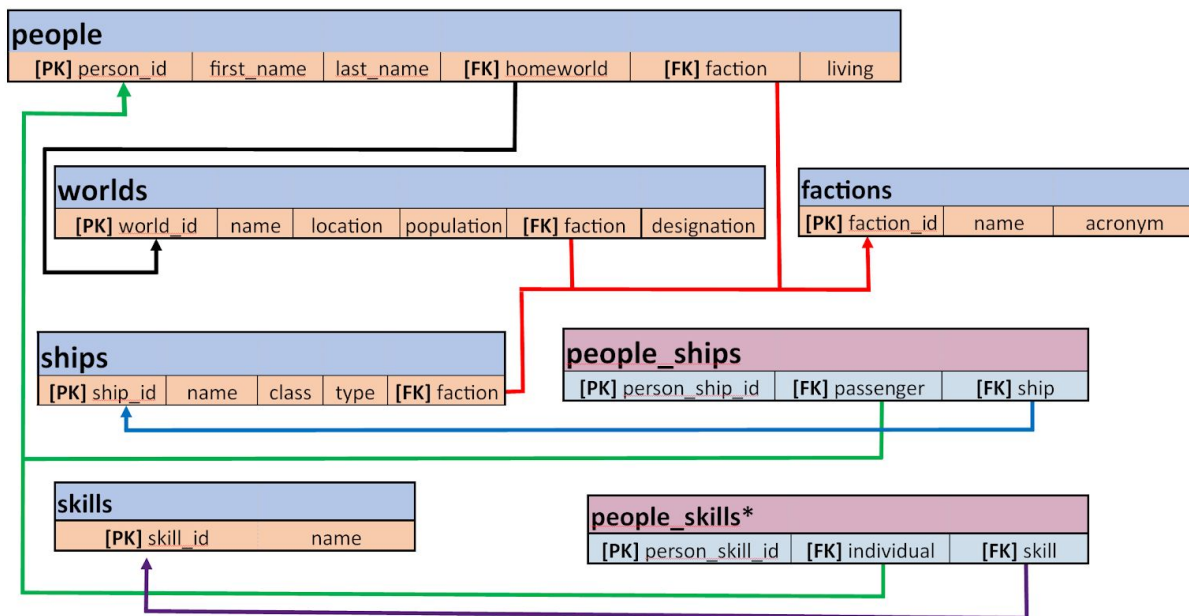 people
[PK] person_id first_name last_name [FK] homeworld [FK] faction living
worlds
[PK] world_id name location population [FK] faction designation
factions
[PK] faction_id name acronym
ships
[PK] ship_id name class type [FK] faction
people_ships
[PK] person_ship_id [FK] passenger [FK] ship
skills
[PK] skill_id name
people_skills*
[PK] person_skill_id [FK] individual [FK] skill